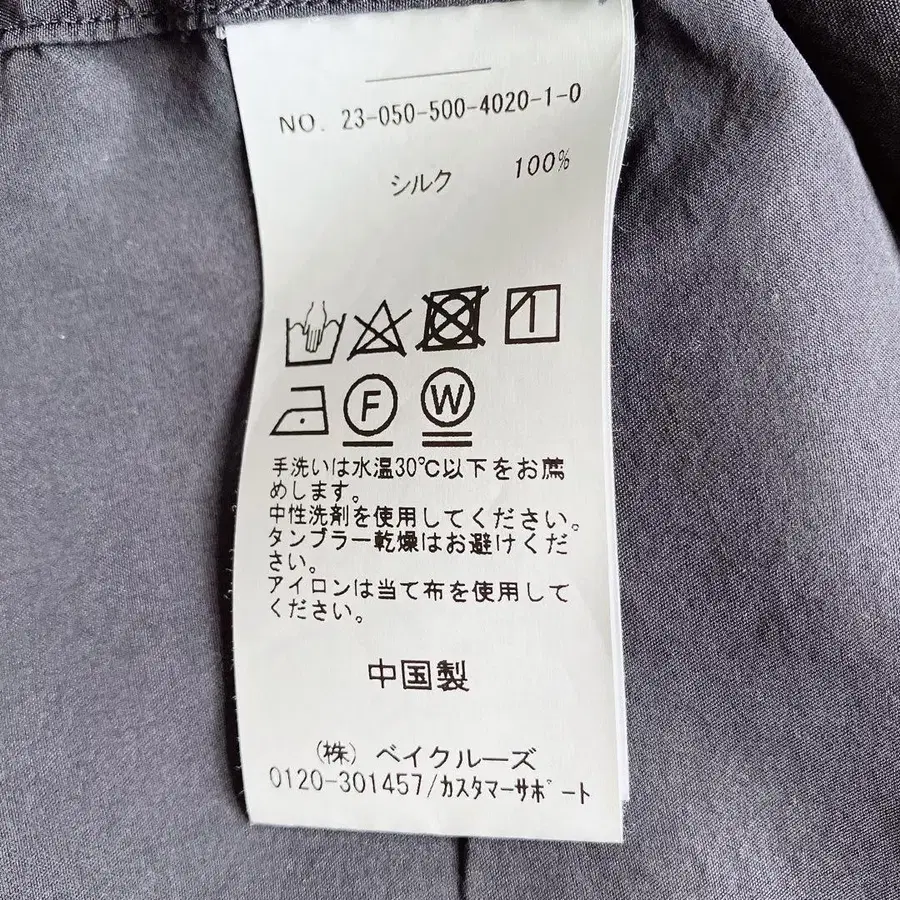 NO. 23-050-500-4020-1-0
シルク 100%
1
F W
手洗いは水温30℃以下をお薦
めします。
中性洗剤を使用してください。
タンブラー乾燥はお避けくだ
さい。
アイロンは当て布を使用して
ください。
中国製
(株) ベイクルーズ
0120-301457/カスタマーサポート